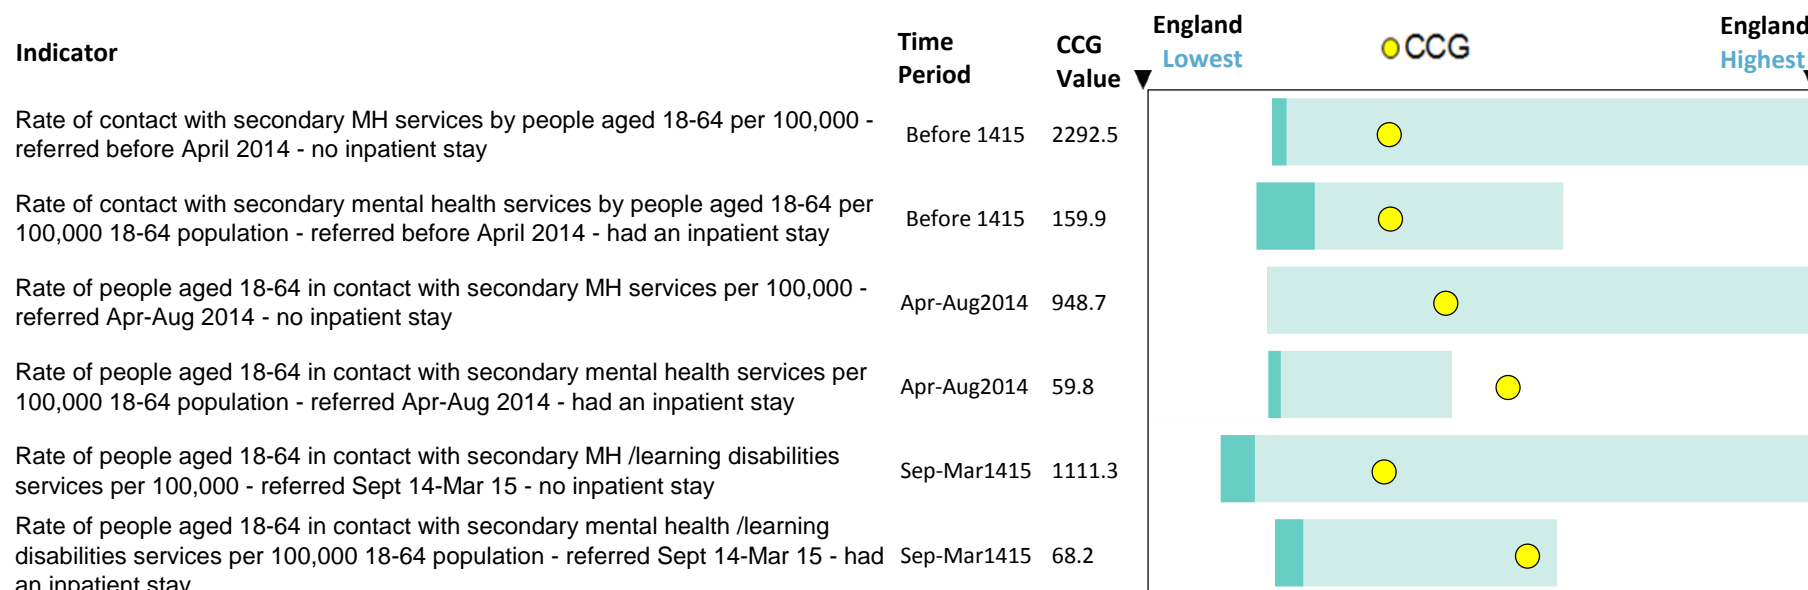 Indicator
Time Period
CCG Value
England Lowest
CCG
England Highest
Rate of contact with secondary MH services by people aged 18-64 per 100,000 -
referred before April 2014 - no inpatient stay
Before 1415 2292.5
Rate of contact with secondary mental health services by people aged 18-64 per
100,000 18-64 population - referred before April 2014 - had an inpatient stay
Before 1415 159.9
Rate of people aged 18-64 in contact with secondary MH services per 100,000 -
referred Apr-Aug 2014 - no inpatient stay
Apr-Aug2014 948.7
Rate of people aged 18-64 in contact with secondary mental health services per
100,000 18-64 population - referred Apr-Aug 2014 - had an inpatient stay
Apr-Aug2014 59.8
Rate of people aged 18-64 in contact with secondary MH /learning disabilities
services per 100,000 - referred Sept 14-Mar 15 - no inpatient stay
Sep-Mar1415 1111.3
Rate of people aged 18-64 in contact with secondary mental health /learning
disabilities services per 100,000 18-64 population - referred Sept 14-Mar 15 - had
an inpatient stay
Sep-Mar1415 68.2